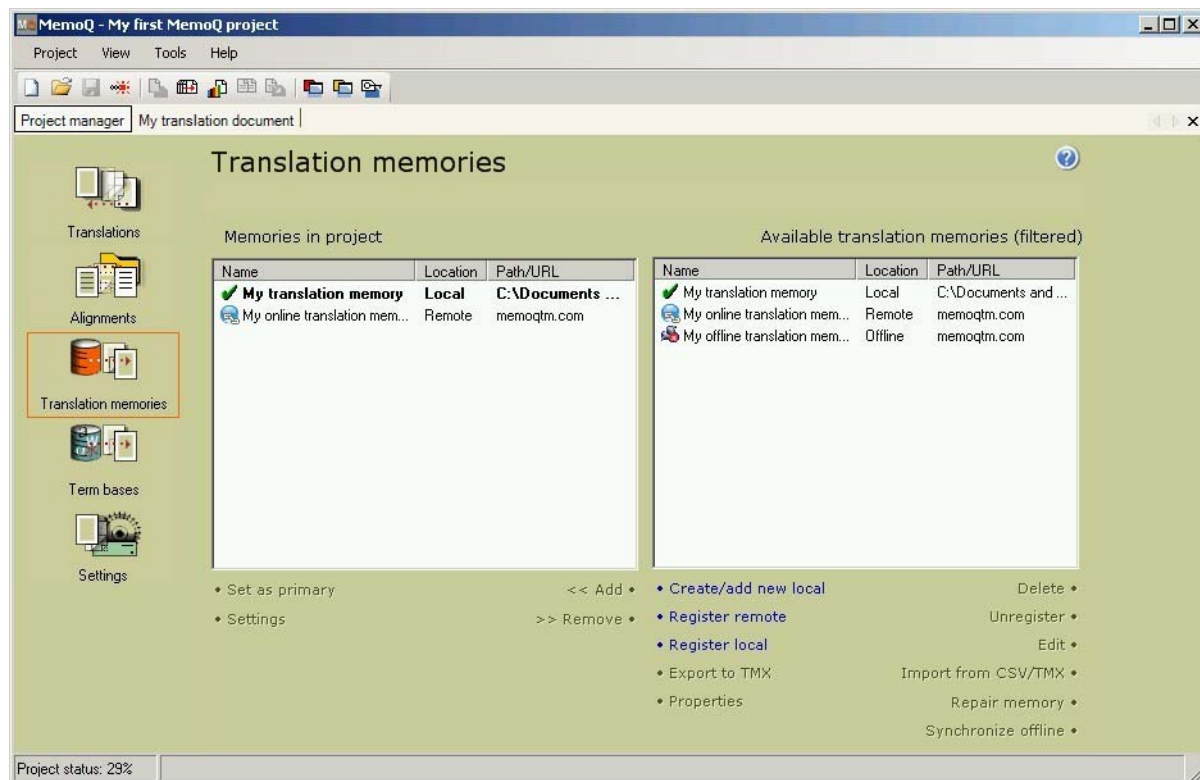 MemoQ - My first MemoQ project
Project View Tools Help
Project manager My translation document
Translation memories
Translations
Alignments
Translation memories
Term bases
Settings
Memories in project
Name Location Path/URL
My translation memory Local C:\Documents ...
My online translation mem... Remote memoqtm.com
• Set as primary << Add •
• Settings >> Remove •
Available translation memories (filtered)
Name Location Path/URL
My translation memory Local C:\Documents and ...
My online translation mem... Remote memoqtm.com
My offline translation mem... Offline memoqtm.com
• Create/add new local Delete •
• Register remote Unregister •
• Register local Edit •
• Export to TMX Import from CSV/TMX •
• Properties Repair memory •
Synchronize offline •
Project status: 29%